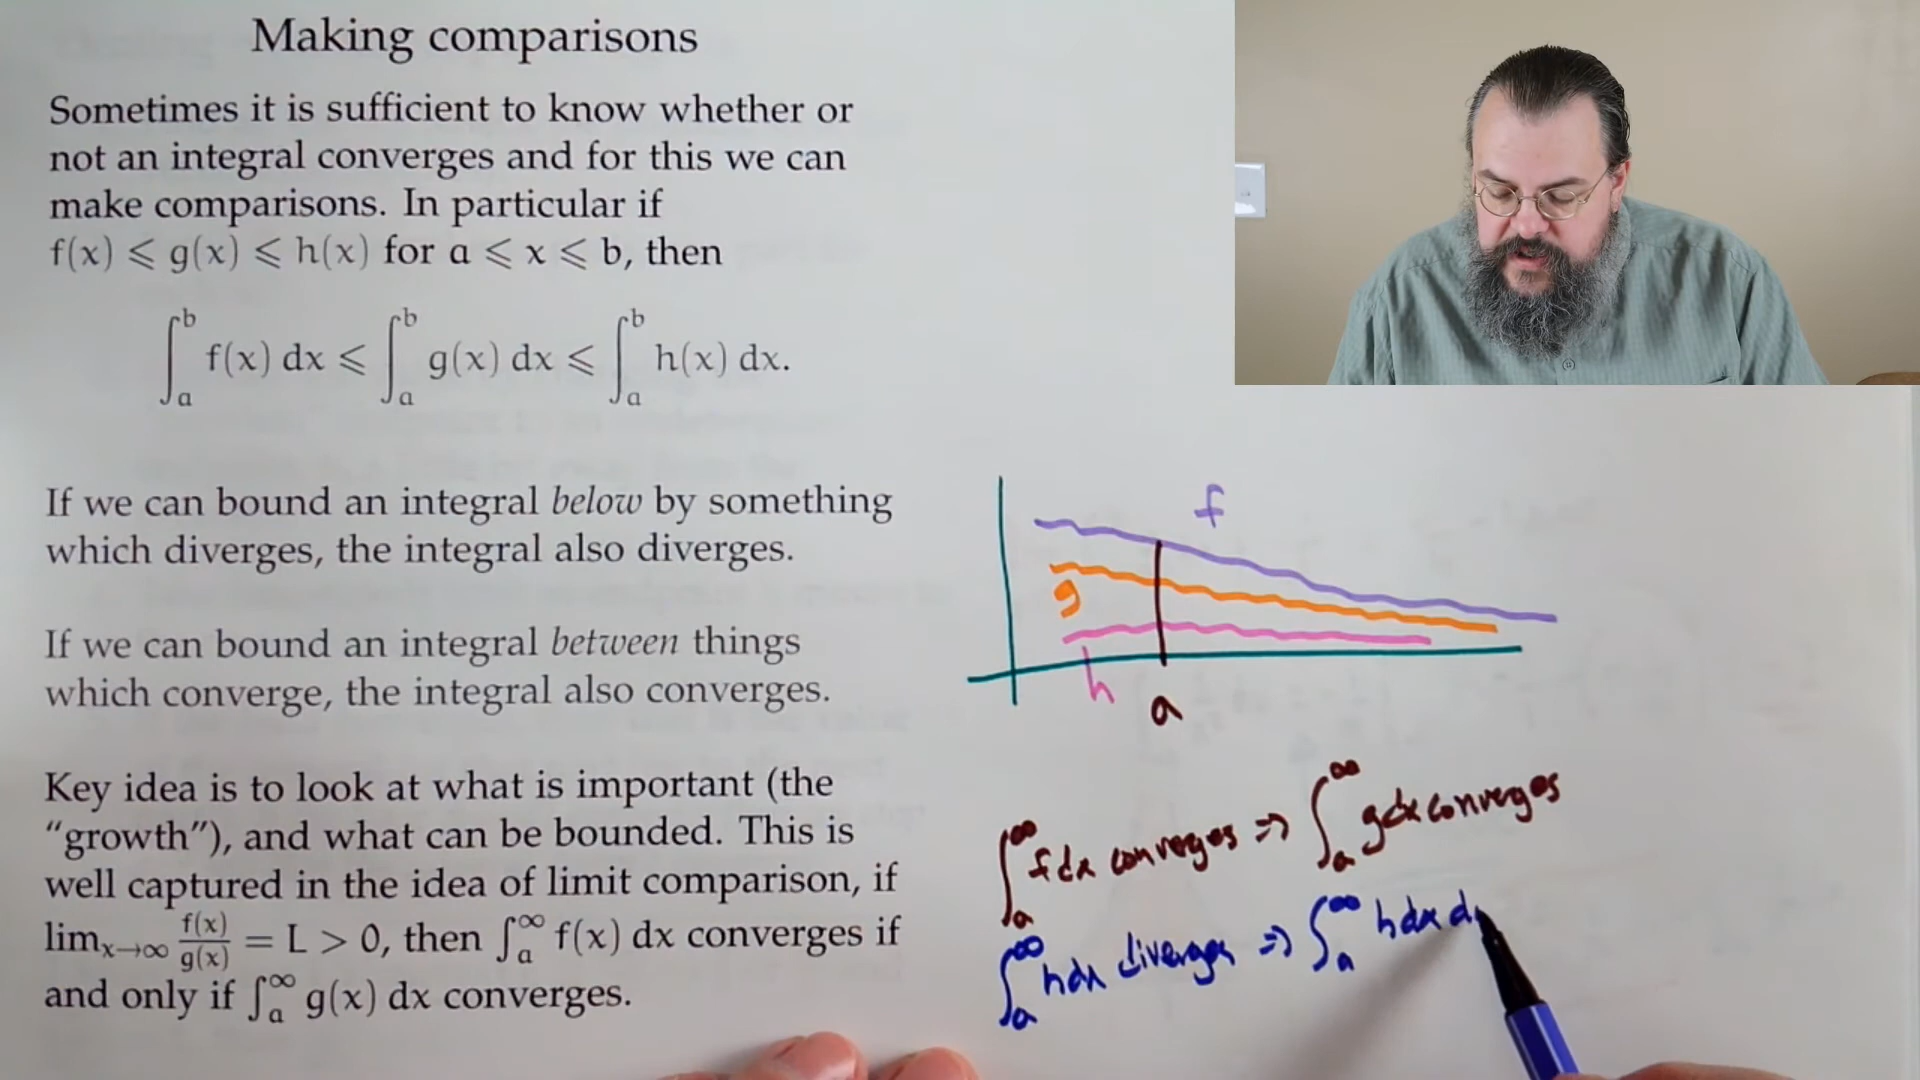 Making comparisons
Sometimes it is sufficient to know whether or
not an integral converges and for this we can
make comparisons. In particular if
f(x) ⩽ g(x) ⩽ h(x) for a ⩽ x ⩽ b, then
∫_a^b f(x) dx ⩽ ∫_a^b g(x) dx ⩽ ∫_a^b h(x) dx.
If we can bound an integral below by something
which diverges, the integral also diverges.
If we can bound an integral between things
which converge, the integral also converges.
Key idea is to look at what is important (the
“growth”), and what can be bounded. This is
well captured in the idea of limit comparison, if
lim_{x→∞} f(x)/g(x) = L > 0, then ∫_a^∞ f(x) dx converges if
and only if ∫_a^∞ g(x) dx converges.
f
g
h
a
∫_a^∞ f dx converges ⇒ ∫_a^∞ g dx converges
∫_a^∞ h dx diverges ⇒ ∫_a^∞ h dx d